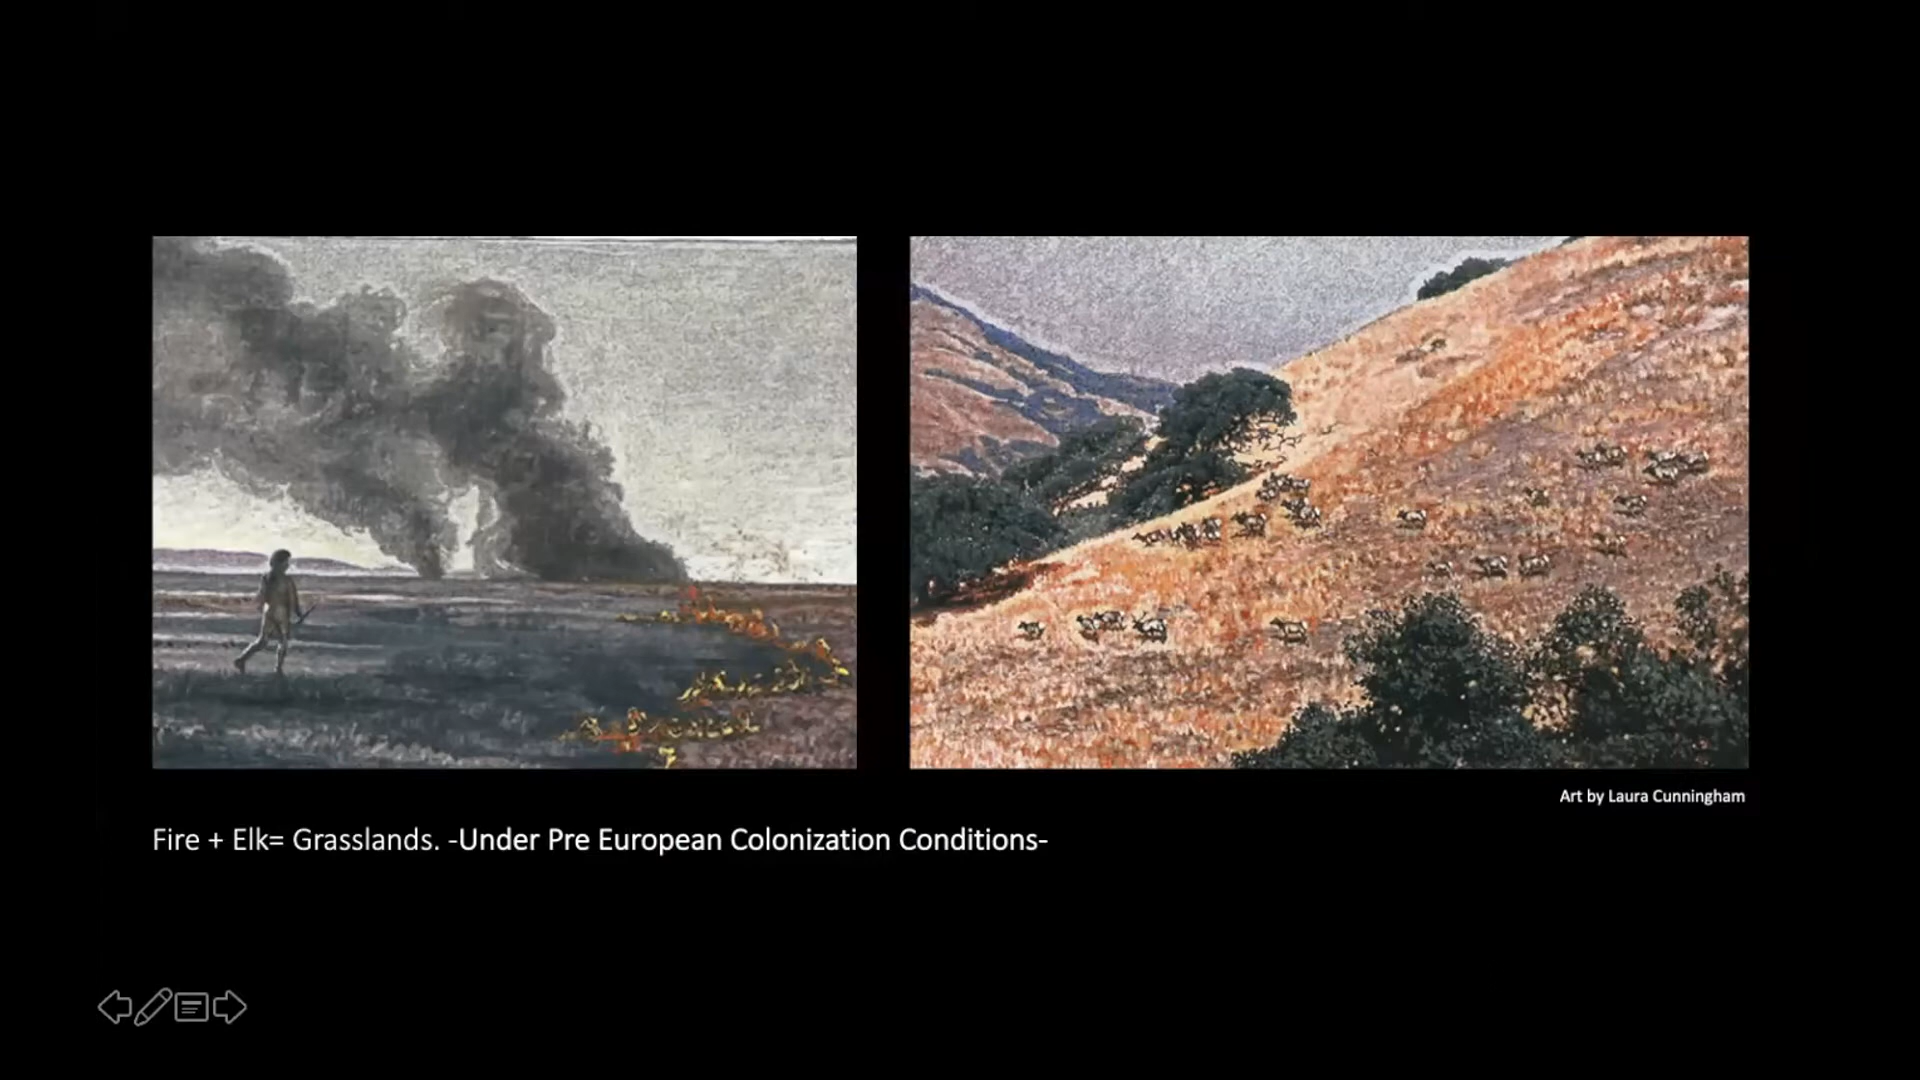 Art by Laura Cunningham
Fire + Elk= Grasslands. -Under Pre European Colonization Conditions-